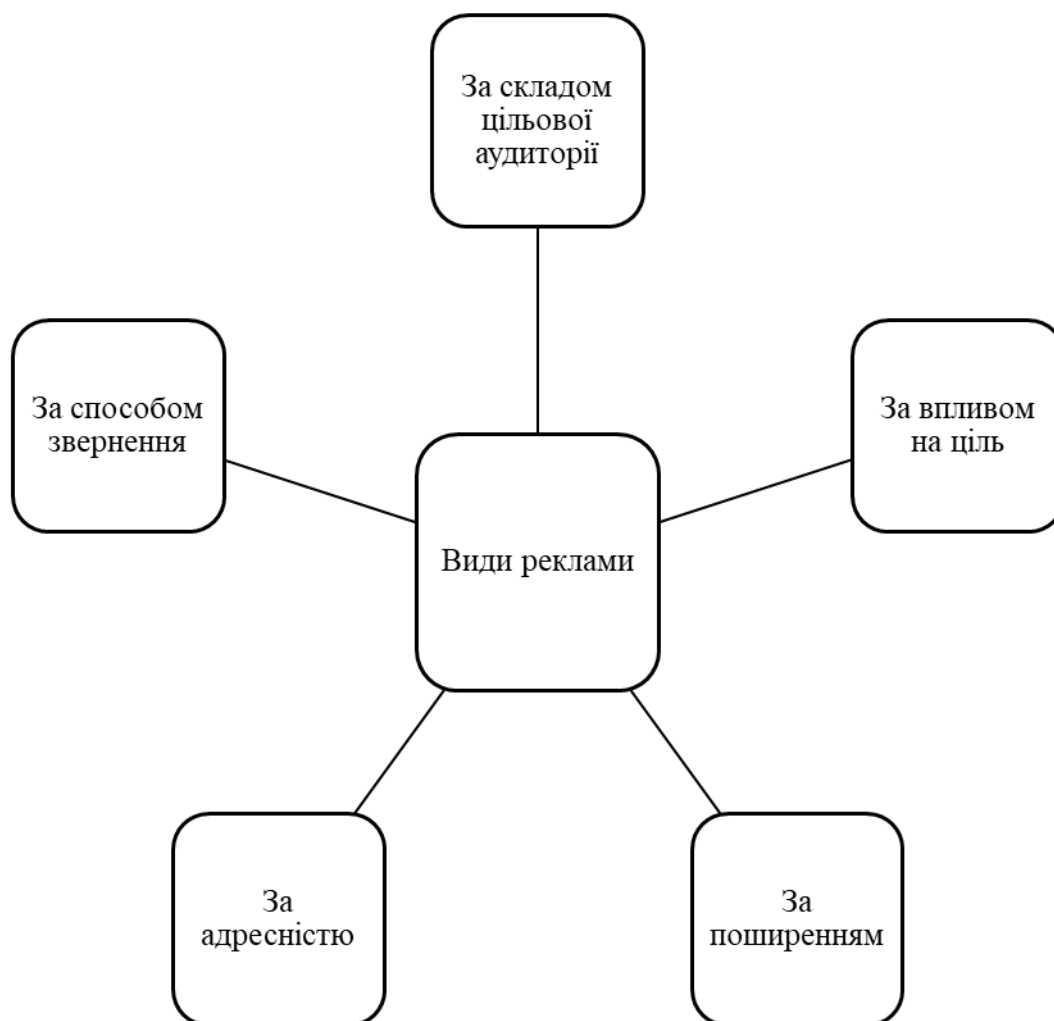 За складом
цільової
аудиторії
За способом
звернення
За впливом
на ціль
Види реклами
За
адресністю
За
поширенням